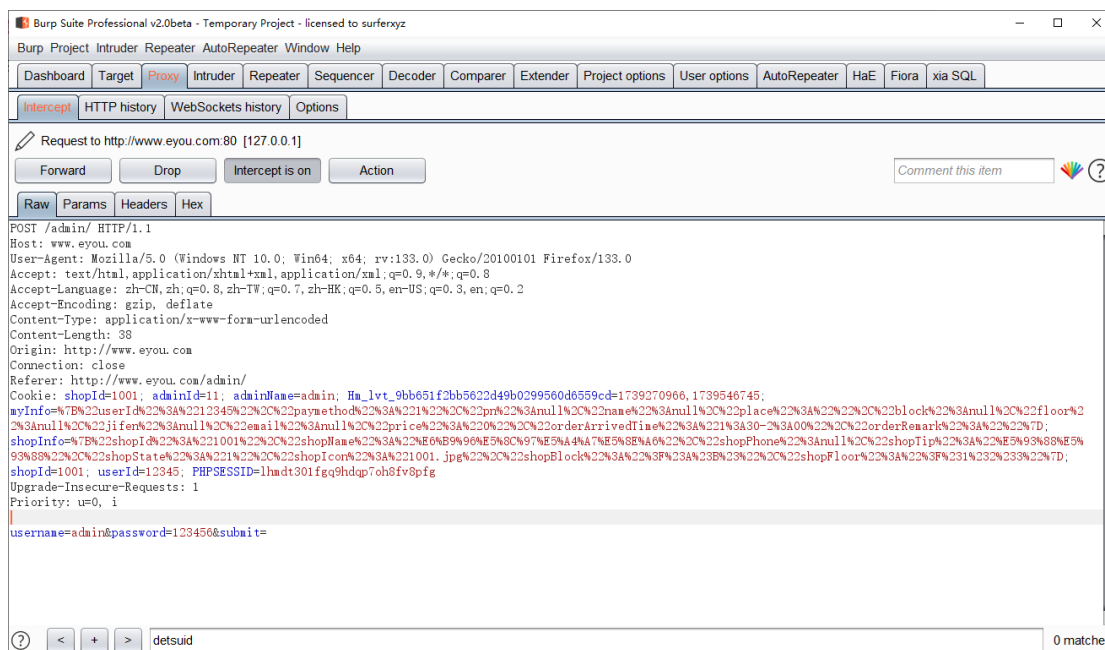 Burp Suite Professional v2.0beta - Temporary Project - licensed to surferxyz
Burp Project Intruder Repeater AutoRepeater Window Help
Dashboard Target Proxy Intruder Repeater Sequencer Decoder Comparer Extender Project options User options AutoRepeater HaE Fiora xia SQL
Intercept HTTP history WebSockets history Options
Request to http://www.eyou.com:80 [127.0.0.1]
Forward Drop Intercept is on Action Comment this item ?
Raw Params Headers Hex
POST /admin/ HTTP/1.1
Host: www.eyou.com
User-Agent: Mozilla/5.0 (Windows NT 10.0; Win64; x64; rv:133.0) Gecko/20100101 Firefox/133.0
Accept: text/html,application/xhtml+xml,application/xml;q=0.9,*/*;q=0.8
Accept-Language: zh-CN,zh;q=0.8,zh-TW;q=0.7,zh-HK;q=0.5,en-US;q=0.3,en;q=0.2
Accept-Encoding: gzip, deflate
Content-Type: application/x-www-form-urlencoded
Content-Length: 38
Origin: http://www.eyou.com
Connection: close
Referer: http://www.eyou.com/admin/
Cookie: shopId=1001; adminId=11; adminName=admin; Hm_lvt_9bb651f2bb5622d49b0299560d6559cd=1739270966,1739546745;
myInfo=%7B%22userId%22%3A%2212345%22%2C%22paymethod%22%3A%221%22%2C%22pn%22%3Anull%2C%22name%22%3Anull%2C%22place%22%3A%22%22%2C%22block%22%3Anull%2C%22floor%2
2%3Anull%2C%22jifen%22%3Anull%2C%22email%22%3Anull%2C%22price%22%3A%220%22%2C%22orderArrivedTime%22%3A%221%3A30-2%3A00%22%2C%22orderRemark%22%3A%22%22%7D;
shopInfo=%7B%22shopId%22%3A%221001%22%2C%22shopName%22%3A%22%E6%B9%96%E5%8C%97%E5%A4%A7%E5%8E%A6%22%2C%22shopPhone%22%3Anull%2C%22shopTip%22%3A%22%E5%93%88%E5%
93%88%22%2C%22shopState%22%3A%221%22%2C%22shopIcon%22%3A%221001.jpg%22%2C%22shopBlock%22%3A%22%3F%23A%23B%23%22%2C%22shopFloor%22%3A%22%3F%231%232%233%22%7D;
shopId=1001; userId=12345; PHPSESSID=lhmdt301fgq9hdqp7oh8fv8pfg
Upgrade-Insecure-Requests: 1
Priority: u=0, i
username=admin&password=123456&submit=
? < + > detsuid 0 matche